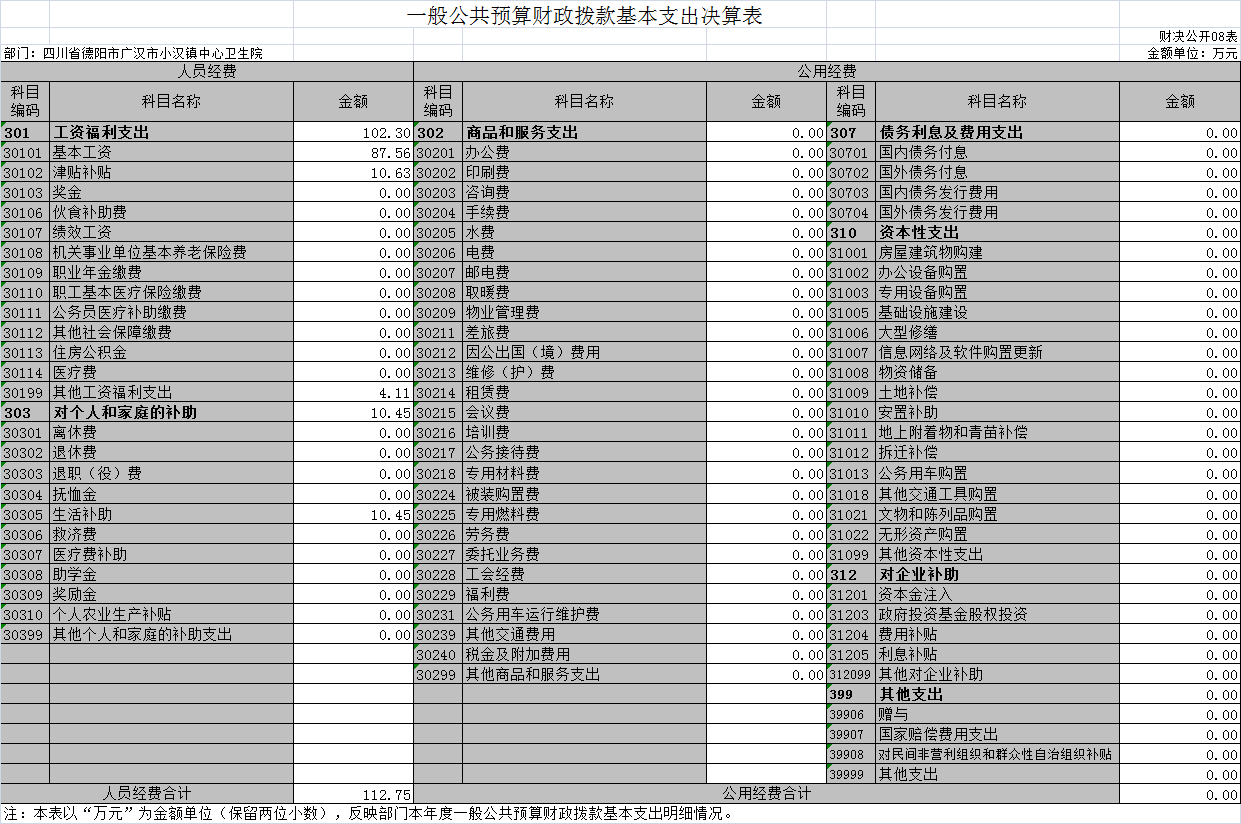 一般公共预算财政拨款基本支出决算表
财决公开08表
部门：四川省德阳市广汉市小汉镇中心卫生院 金额单位：万元
人员经费 公用经费
科目编码 科目名称 金额 科目编码 科目名称 金额 科目编码 科目名称 金额
301 工资福利支出 102.30 302 商品和服务支出 0.00 307 债务利息及费用支出 0.00
30101 基本工资 87.56 30201 办公费 0.00 30701 国内债务付息 0.00
30102 津贴补贴 10.63 30202 印刷费 0.00 30702 国外债务付息 0.00
30103 奖金 0.00 30203 咨询费 0.00 30703 国内债务发行费用 0.00
30106 伙食补助费 0.00 30204 手续费 0.00 30704 国外债务发行费用 0.00
30107 绩效工资 0.00 30205 水费 0.00 310 资本性支出 0.00
30108 机关事业单位基本养老保险费 0.00 30206 电费 0.00 31001 房屋建筑物购建 0.00
30109 职业年金缴费 0.00 30207 邮电费 0.00 31002 办公设备购置 0.00
30110 职工基本医疗保险缴费 0.00 30208 取暖费 0.00 31003 专用设备购置 0.00
30111 公务员医疗补助缴费 0.00 30209 物业管理费 0.00 31005 基础设施建设 0.00
30112 其他社会保障缴费 0.00 30211 差旅费 0.00 31006 大型修缮 0.00
30113 住房公积金 0.00 30212 因公出国（境）费用 0.00 31007 信息网络及软件购置更新 0.00
30114 医疗费 0.00 30213 维修（护）费 0.00 31008 物资储备 0.00
30199 其他工资福利支出 4.11 30214 租赁费 0.00 31009 土地补偿 0.00
303 对个人和家庭的补助 10.45 30215 会议费 0.00 31010 安置补助 0.00
30301 离休费 0.00 30216 培训费 0.00 31011 地上附着物和青苗补偿 0.00
30302 退休费 0.00 30217 公务接待费 0.00 31012 拆迁补偿 0.00
30303 退职（役）费 0.00 30218 专用材料费 0.00 31013 公务用车购置 0.00
30304 抚恤金 0.00 30224 被装购置费 0.00 31018 其他交通工具购置 0.00
30305 生活补助 10.45 30225 专用燃料费 0.00 31021 文物和陈列品购置 0.00
30306 救济费 0.00 30226 劳务费 0.00 31022 无形资产购置 0.00
30307 医疗费补助 0.00 30227 委托业务费 0.00 31099 其他资本性支出 0.00
30308 助学金 0.00 30228 工会经费 0.00 312 对企业补助 0.00
30309 奖励金 0.00 30229 福利费 0.00 31201 资本金注入 0.00
30310 个人农业生产补贴 0.00 30231 公务用车运行维护费 0.00 31203 政府投资基金股权投资 0.00
30399 其他个人和家庭的补助支出 0.00 30239 其他交通费用 0.00 31204 费用补贴 0.00
30240 税金及附加费用 0.00 31205 利息补贴 0.00
30299 其他商品和服务支出 0.00 312099 其他对企业补助 0.00
399 其他支出 0.00
39906 赠与 0.00
39907 国家赔偿费用支出 0.00
39908 对民间非营利组织和群众性自治组织补贴 0.00
39999 其他支出 0.00
人员经费合计 112.75 公用经费合计 0.00
注：本表以“万元”为金额单位（保留两位小数），反映部门本年度一般公共预算财政拨款基本支出明细情况。